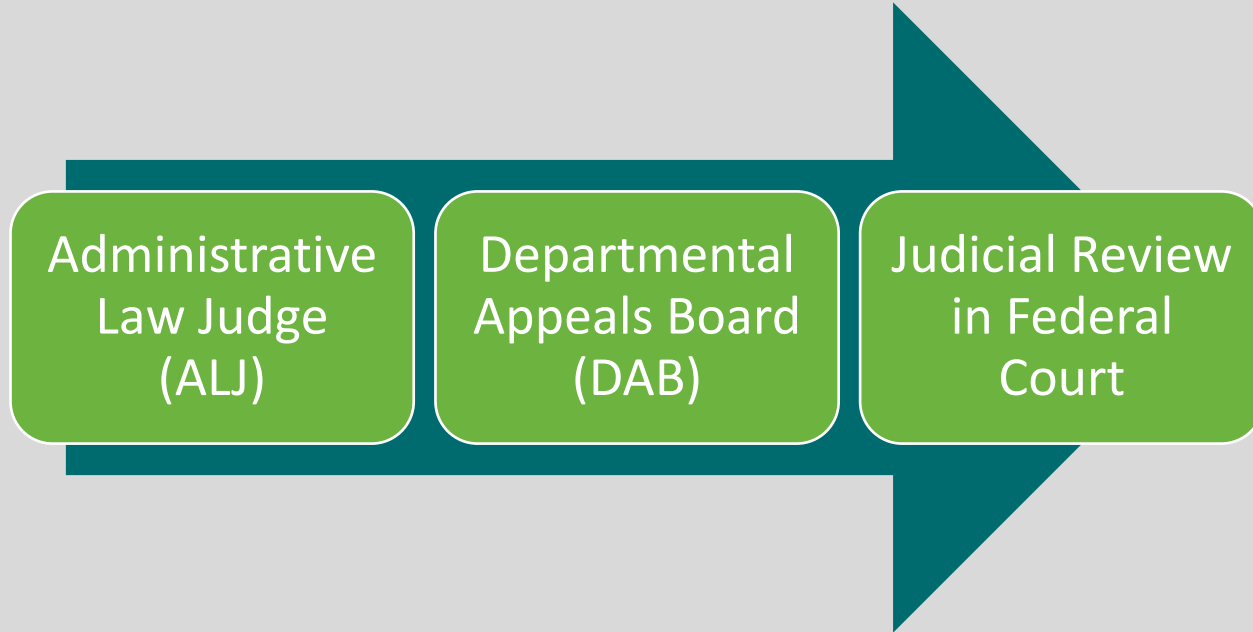 Administrative
Law Judge
(ALJ)
Departmental
Appeals Board
(DAB)
Judicial Review
in Federal
Court